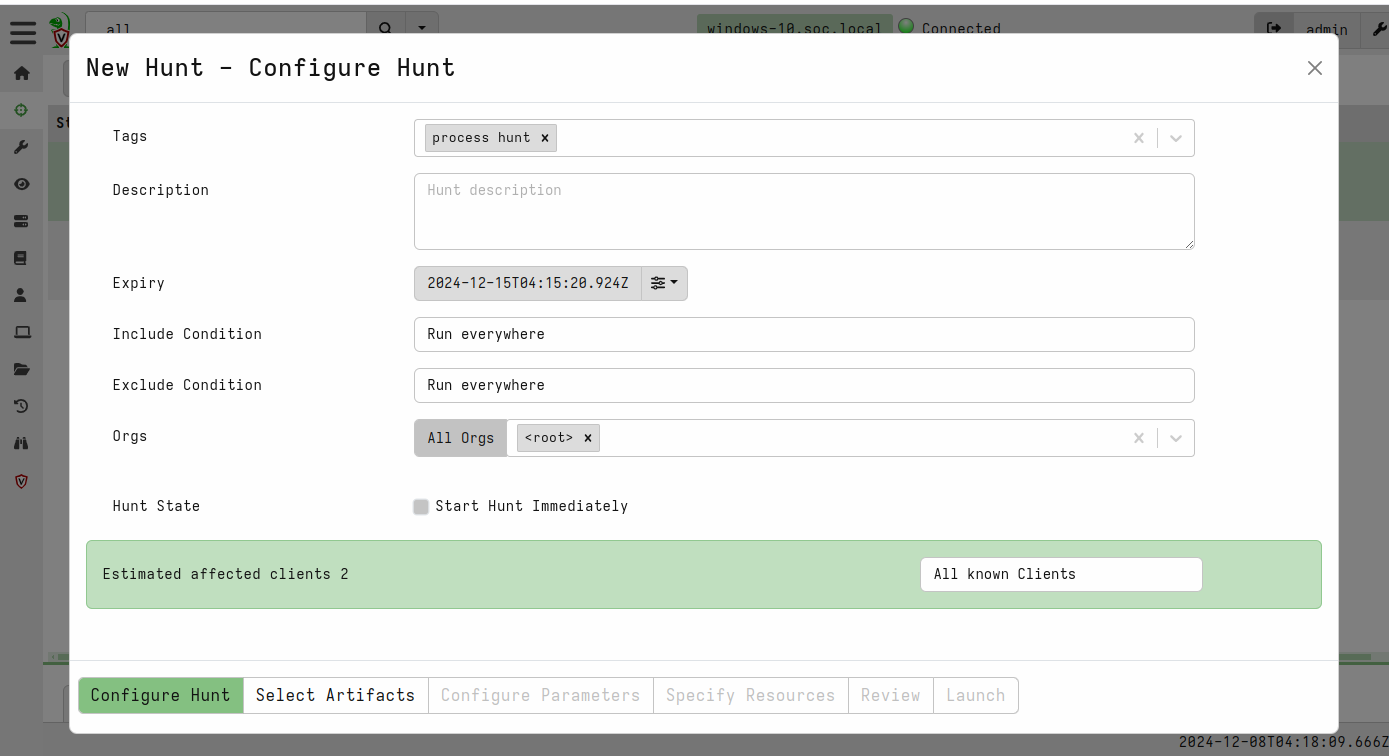 all
windows-10.soc.local
Connected
admin
New Hunt - Configure Hunt
Tags
process hunt
Description
Hunt description
Expiry
2024-12-15T04:15:20.924Z
Include Condition
Run everywhere
Exclude Condition
Run everywhere
Orgs
All Orgs
<root>
Hunt State
Start Hunt Immediately
Estimated affected clients 2
All known Clients
Configure Hunt
Select Artifacts
Configure Parameters
Specify Resources
Review
Launch
2024-12-08T04:18:09.666Z